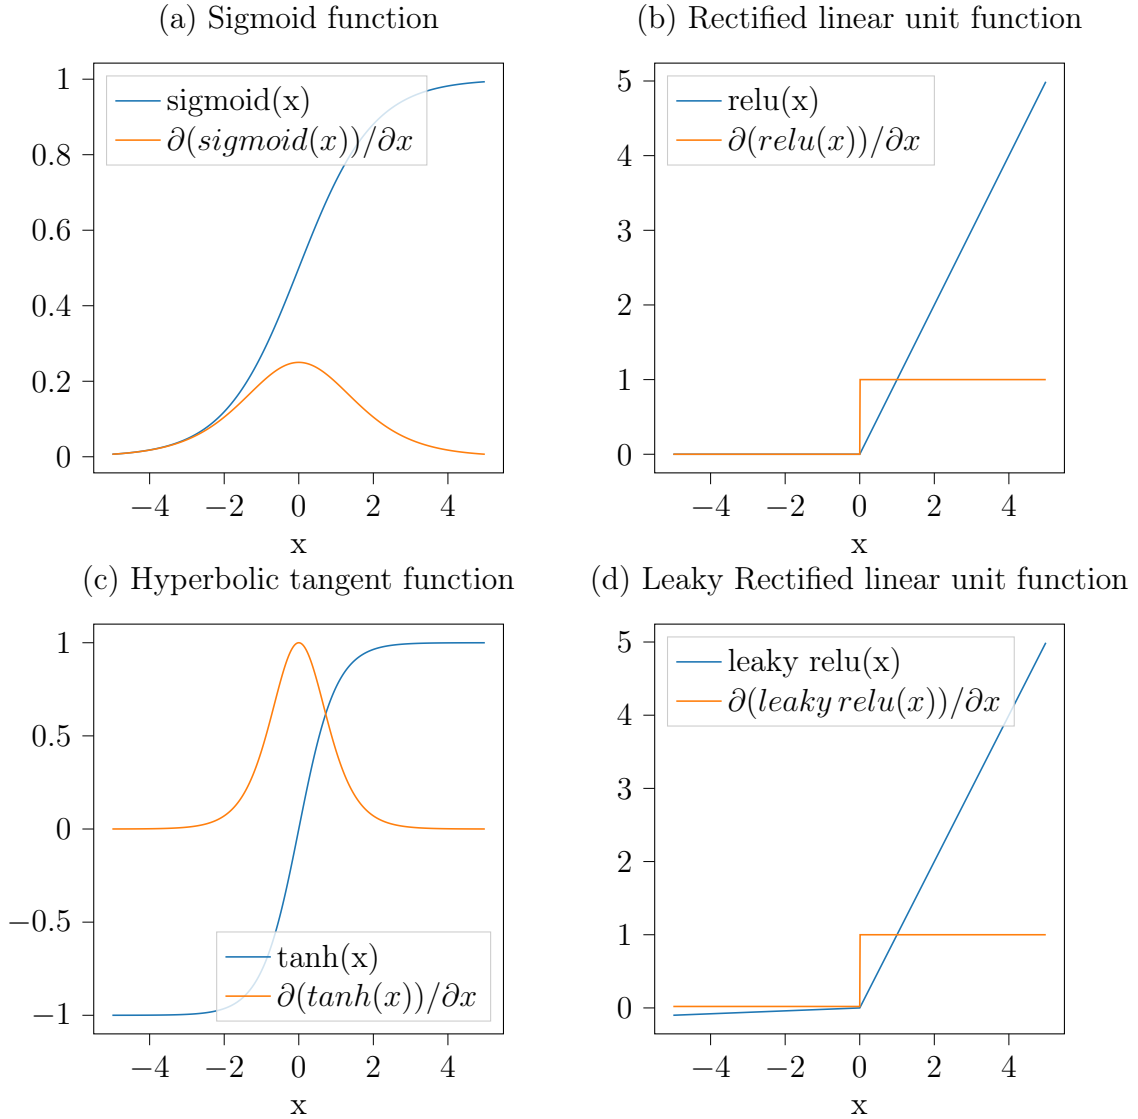 (a) Sigmoid function
1
0.8
0.6
0.4
0.2
0
sigmoid(x)
∂(sigmoid(x))/∂x
−4 −2 0 2 4
x
(b) Rectified linear unit function
5
4
3
2
1
0
relu(x)
∂(relu(x))/∂x
−4 −2 0 2 4
x
(c) Hyperbolic tangent function
1
0.5
0
−0.5
−1
tanh(x)
∂(tanh(x))/∂x
−4 −2 0 2 4
x
(d) Leaky Rectified linear unit function
5
4
3
2
1
0
leaky relu(x)
∂(leaky relu(x))/∂x
−4 −2 0 2 4
x